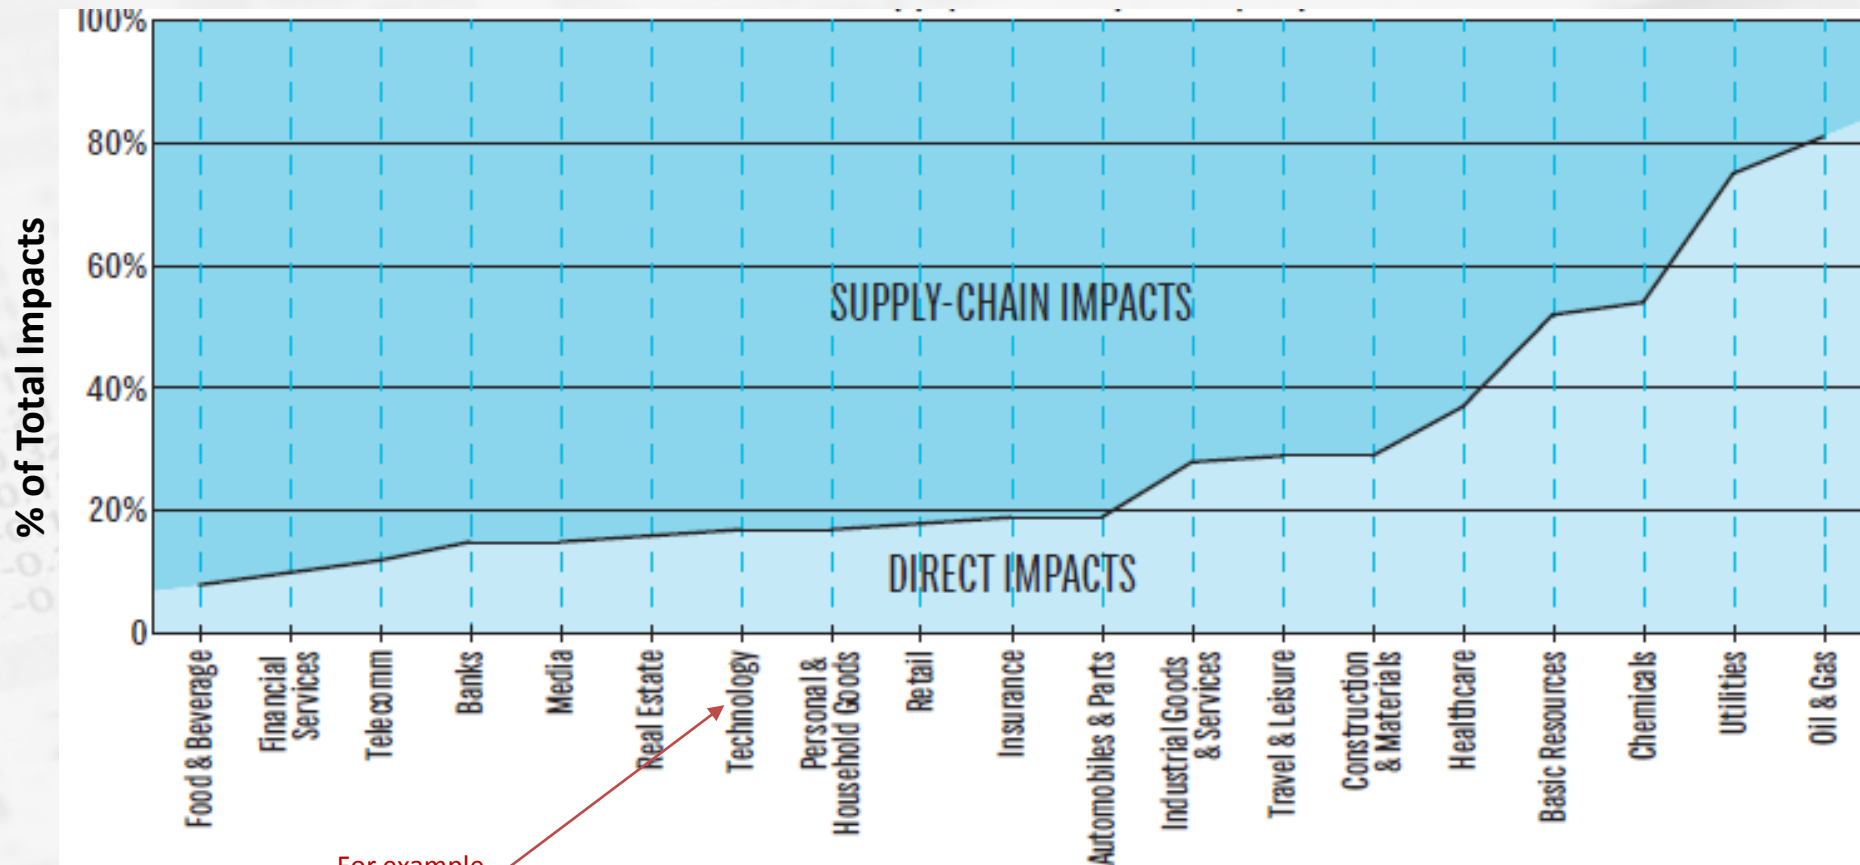 100%
80%
60%
40%
20%
0
% of Total Impacts
SUPPLY-CHAIN IMPACTS
DIRECT IMPACTS
Food & Beverage
Financial
Services
Telecomm
Banks
Media
Real Estate
Technology
Personal &
Household Goods
Retail
Insurance
Automobiles & Parts
Industrial Goods
& Services
Travel & Leisure
Construction
& Materials
Healthcare
Basic Resources
Chemicals
Utilities
Oil & Gas
For example